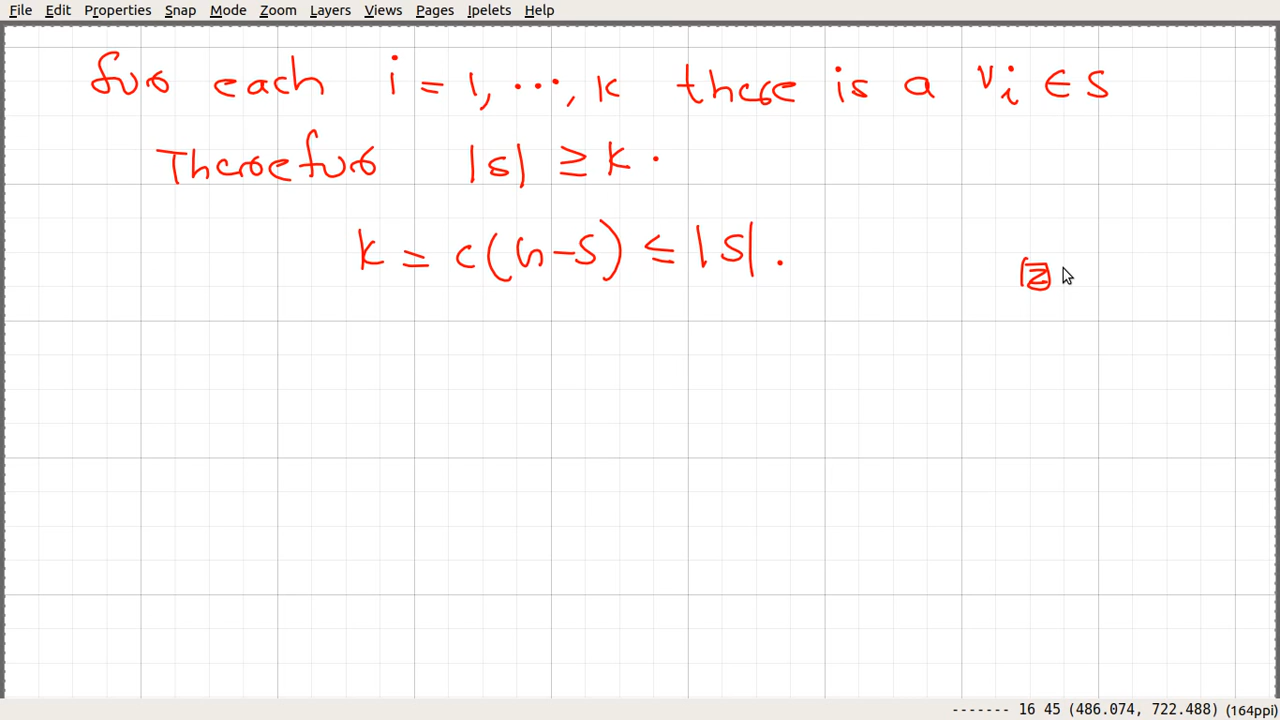 File Edit Properties Snap Mode Zoom Layers Views Pages Ipelets Help
for each i = 1, ..., k there is a vi ∈ S
Therefore |S| ≥ k.
k = c(h-S) ≤ |S|.
------- 16 45 (486.074, 722.488) (164ppi)